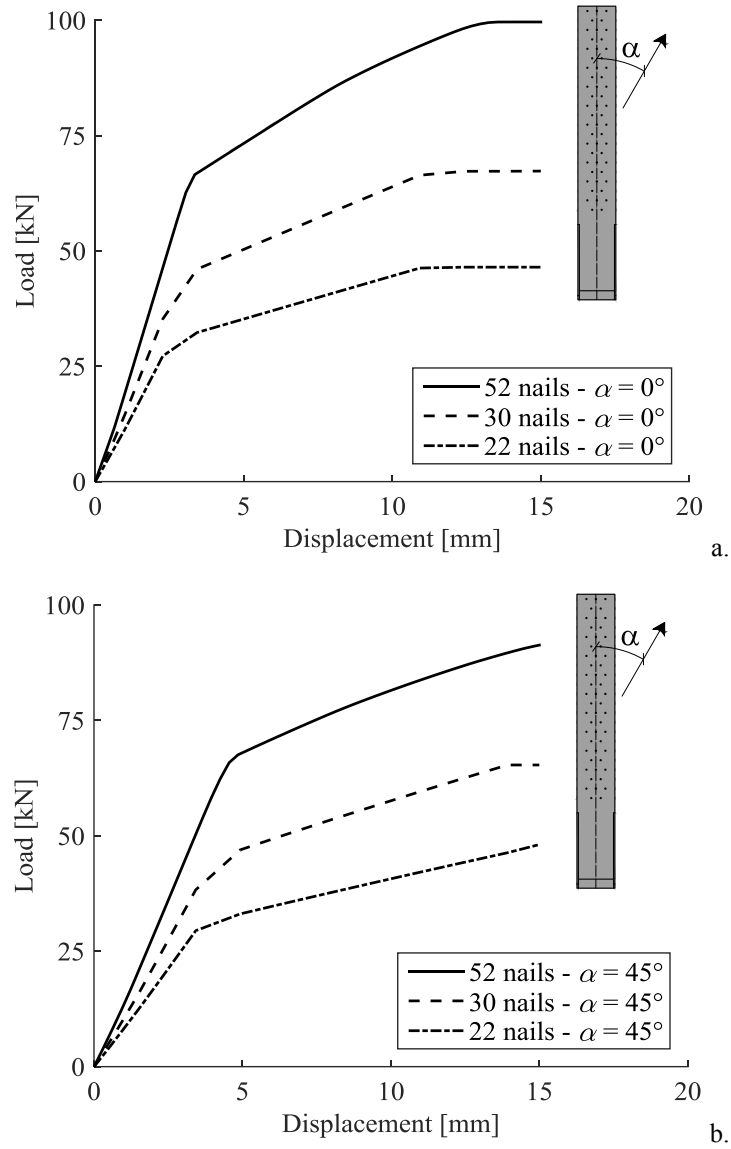 100
75
50
25
0
Load [kN]
α
52 nails - α = 0°
30 nails - α = 0°
22 nails - α = 0°
0 5 10 15 20
Displacement [mm]
a.
100
75
50
25
0
Load [kN]
α
52 nails - α = 45°
30 nails - α = 45°
22 nails - α = 45°
0 5 10 15 20
Displacement [mm]
b.